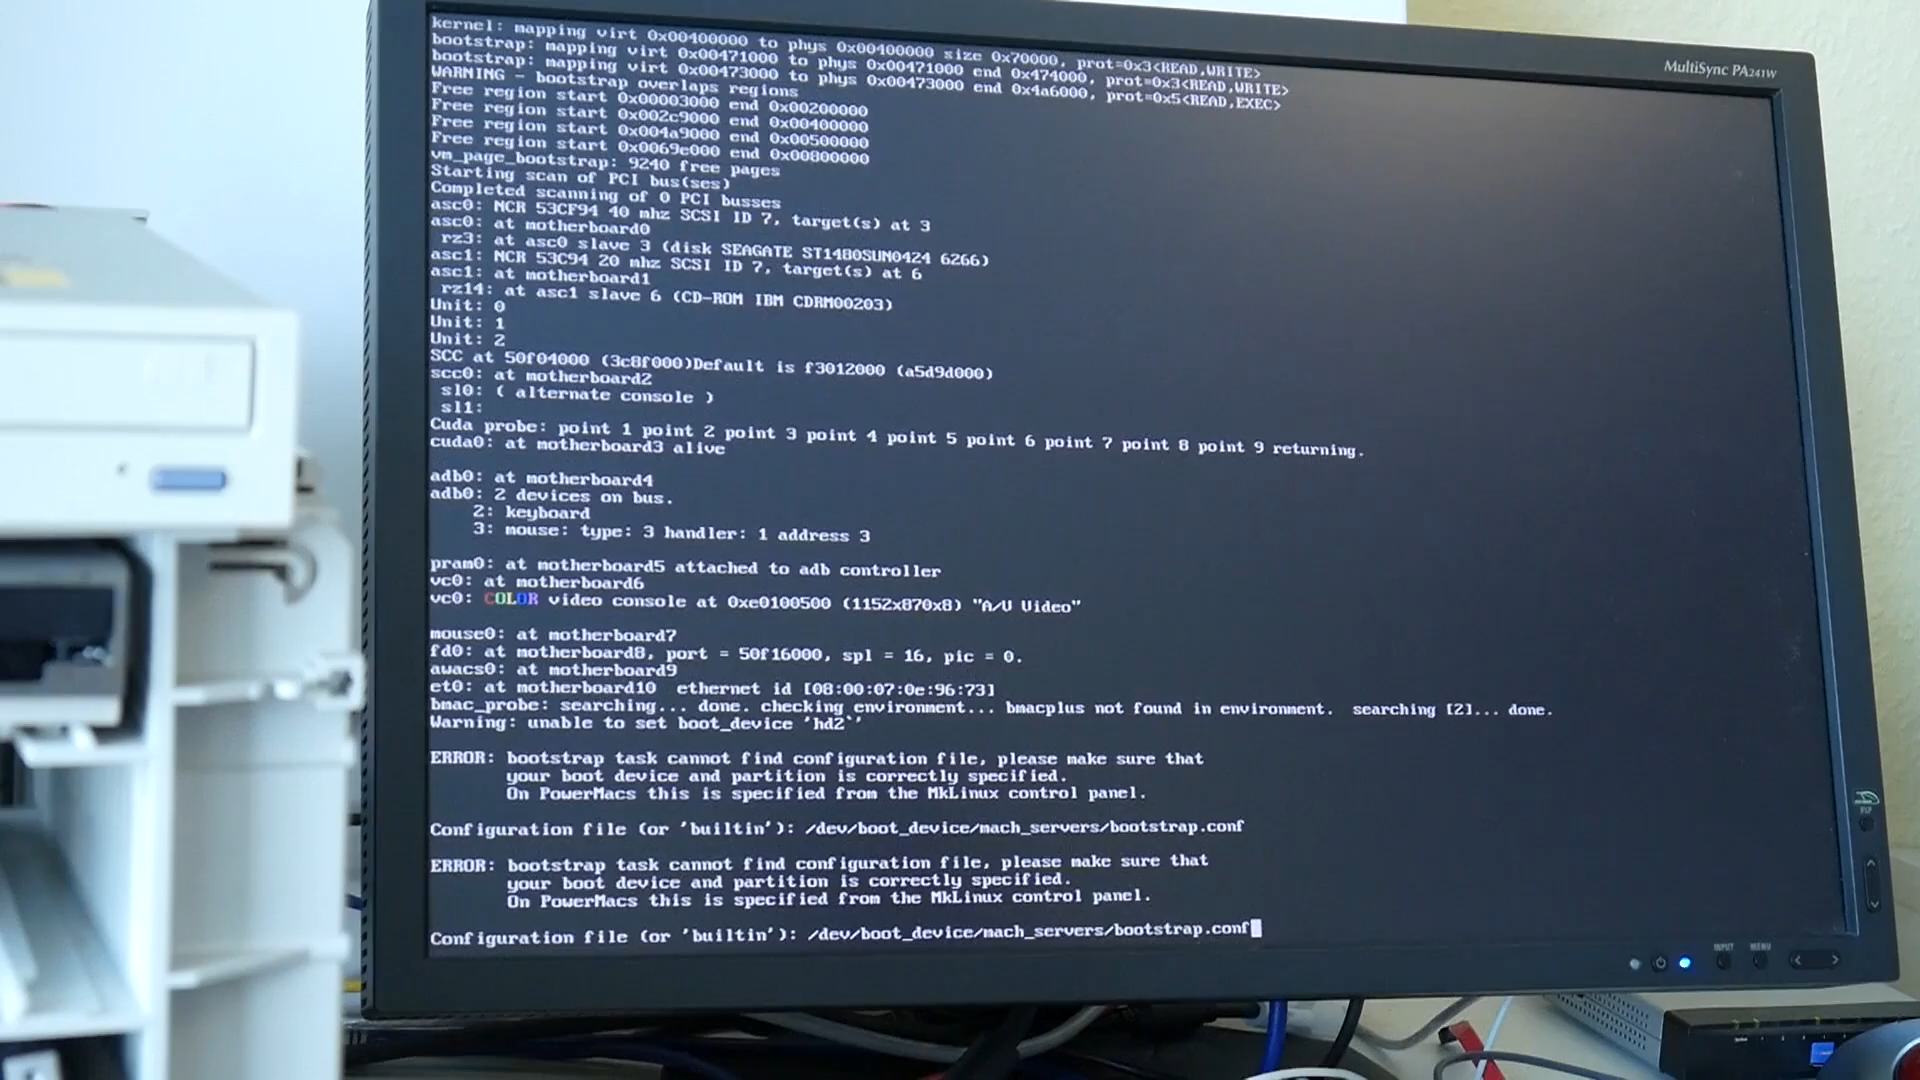 kernel: mapping virt 0x00400000 to phys 0x00400000 size 0x70000, prot=0x3<READ,WRITE>
bootstrap: mapping virt 0x00471000 to phys 0x00471000 end 0x474000, prot=0x3<READ,WRITE>
bootstrap: mapping virt 0x00473000 to phys 0x00473000 end 0x4a6000, prot=0x5<READ,EXEC>
WARNING - bootstrap overlaps regions
Free region start 0x00003000 end 0x00200000
Free region start 0x002c9000 end 0x00400000
Free region start 0x004a9000 end 0x00500000
Free region start 0x0069e000 end 0x00800000
vm_page_bootstrap: 9240 free pages
Starting scan of PCI bus(ses)
Completed scanning of 0 PCI busses
asc0: NCR 53CF94 40 mhz SCSI ID 7, target(s) at 3
asc0: at motherboard0
rz3: at asc0 slave 3 (disk SEAGATE ST1480SUN0424 6266)
asc1: NCR 53C94 20 mhz SCSI ID 7, target(s) at 6
asc1: at motherboard1
rz14: at asc1 slave 6 (CD-ROM IBM CDRM00203)
Unit: 0
Unit: 1
Unit: 2
SCC at 50f04000 (3c8f000)Default is f3012000 (a5d9d000)
scc0: at motherboard2
sl0: ( alternate console )
sl1:
Cuda probe: point 1 point 2 point 3 point 4 point 5 point 6 point 7 point 8 point 9 returning.
cuda0: at motherboard3 alive
adb0: at motherboard4
adb0: 2 devices on bus.
2: keyboard
3: mouse: type: 3 handler: 1 address 3
pram0: at motherboard5 attached to adb controller
vc0: at motherboard6
vc0: COLOR video console at 0xe0100500 (1152x870x8) "A/V Video"
mouse0: at motherboard7
fd0: at motherboard8, port = 50f16000, spl = 16, pic = 0.
awacs0: at motherboard9
et0: at motherboard10 ethernet id [08:00:07:0e:96:73]
bmac_probe: searching... done. checking environment... bmacplus not found in environment. searching [2]... done.
Warning: unable to set boot_device 'hd2`'
ERROR: bootstrap task cannot find configuration file, please make sure that
your boot device and partition is correctly specified.
On PowerMacs this is specified from the MkLinux control panel.
Configuration file (or 'builtin'): /dev/boot_device/mach_servers/bootstrap.conf
ERROR: bootstrap task cannot find configuration file, please make sure that
your boot device and partition is correctly specified.
On PowerMacs this is specified from the MkLinux control panel.
Configuration file (or 'builtin'): /dev/boot_device/mach_servers/bootstrap.conf
MultiSync PA241W
INPUT
MENU